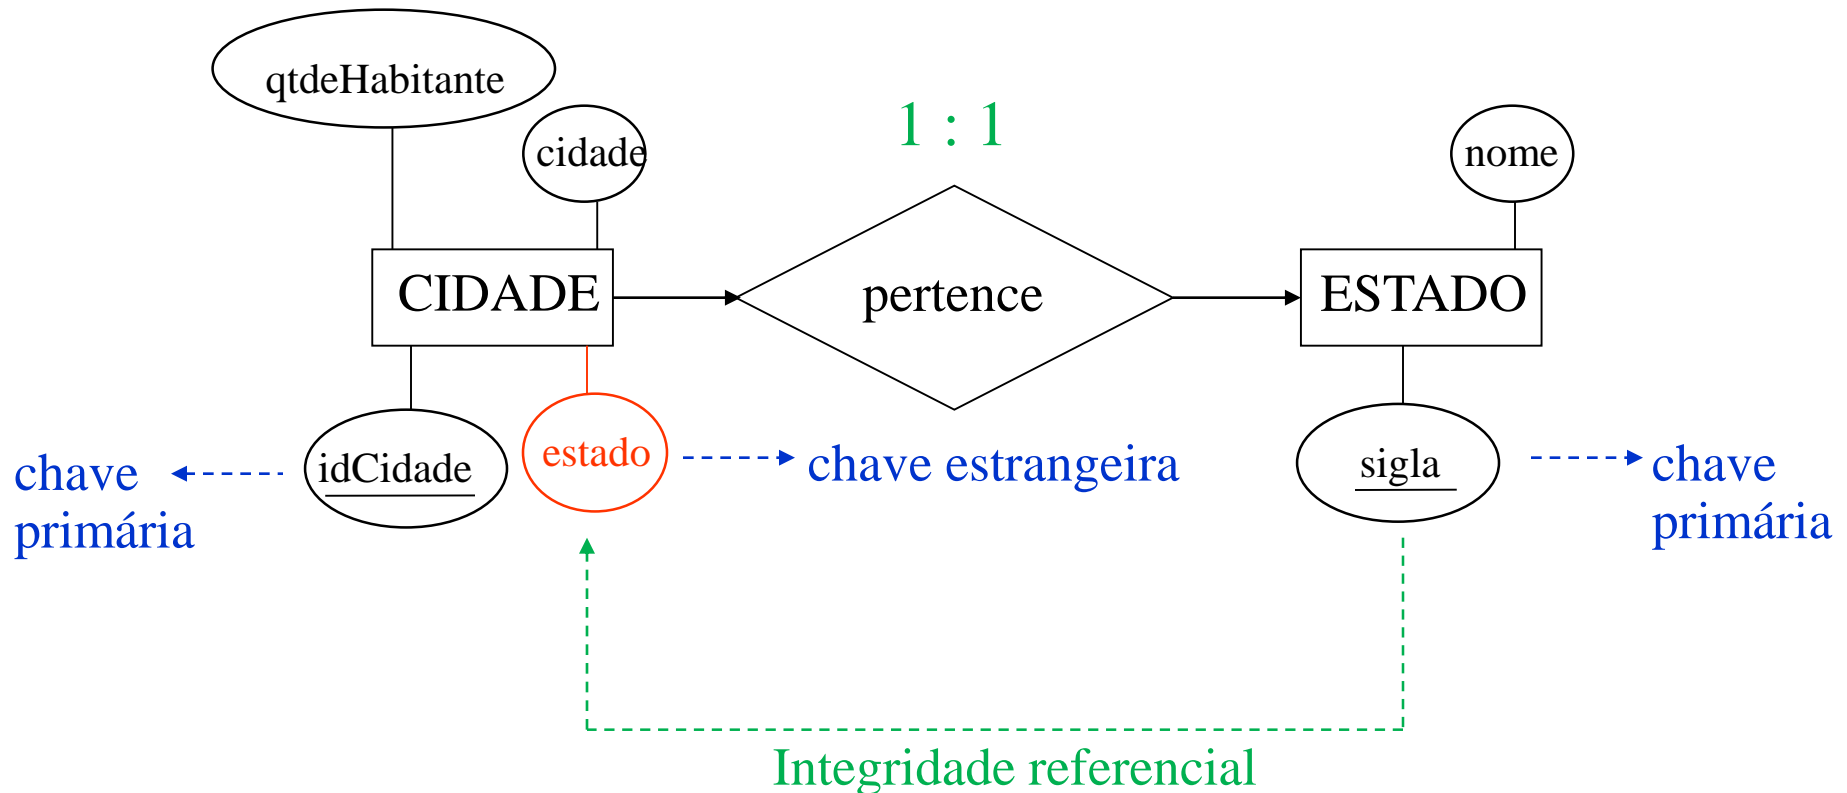 qtdeHabitante
cidade
1 : 1
nome
CIDADE
pertence
ESTADO
idCidade
estado
chave estrangeira
sigla
chave
primária
chave
primária
Integridade referencial